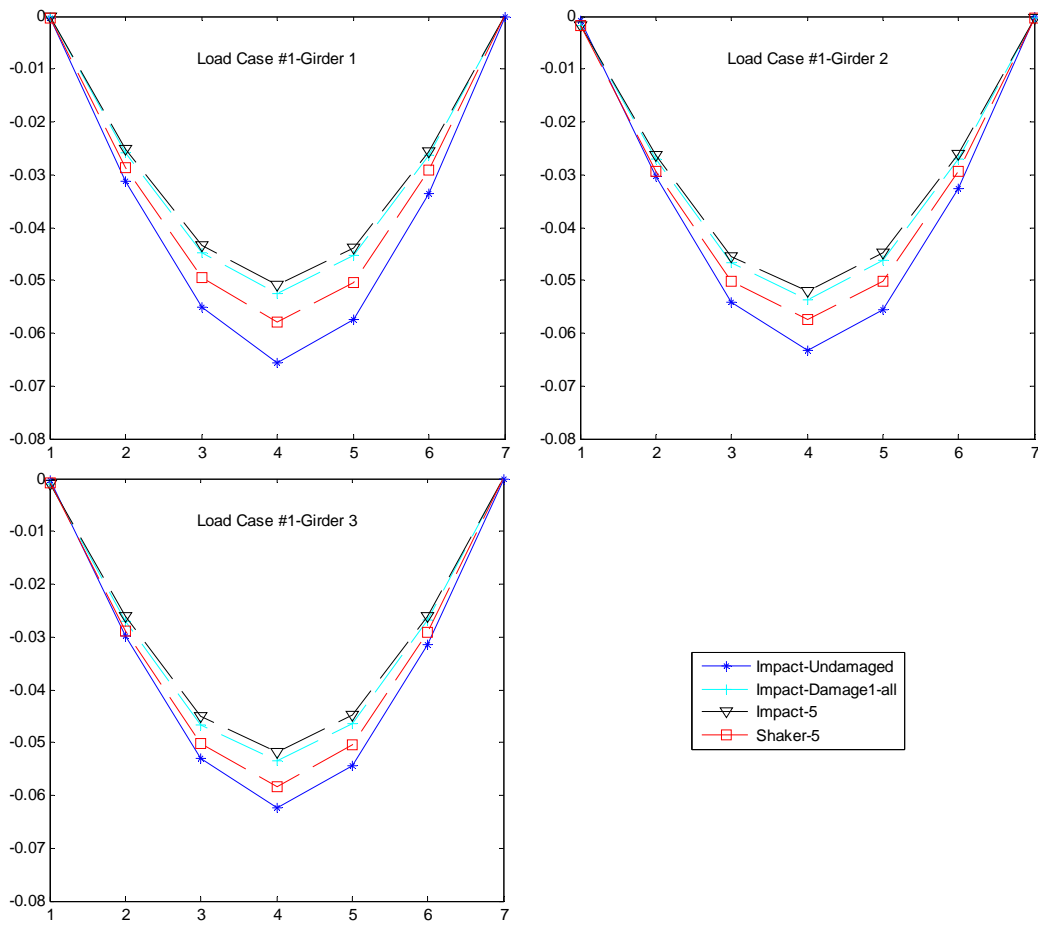 0
-0.01
-0.02
-0.03
-0.04
-0.05
-0.06
-0.07
-0.08
1 2 3 4 5 6 7
Load Case #1-Girder 1
0
-0.01
-0.02
-0.03
-0.04
-0.05
-0.06
-0.07
-0.08
1 2 3 4 5 6 7
Load Case #1-Girder 2
0
-0.01
-0.02
-0.03
-0.04
-0.05
-0.06
-0.07
-0.08
1 2 3 4 5 6 7
Load Case #1-Girder 3
Impact-Undamaged
Impact-Damage1-all
Impact-5
Shaker-5